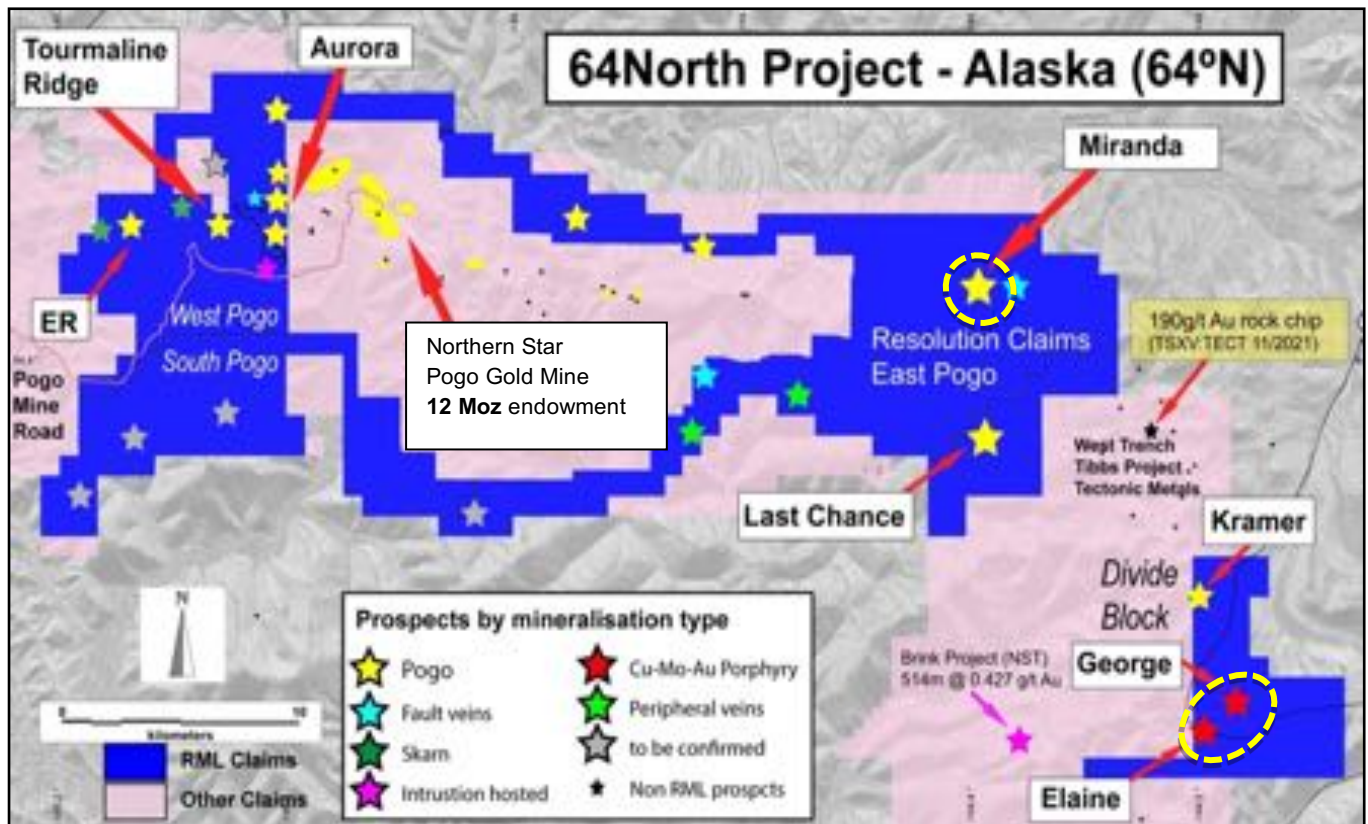 64North Project - Alaska (64ºN)
Tourmaline
Ridge
Aurora
Miranda
ER
West Pogo
South Pogo
Pogo
Mine
Road
Northern Star
Pogo Gold Mine
12 Moz endowment
Resolution Claims
East Pogo
190g/t Au rock chip
(TSXV:TECT 11/2021)
West Trench
Tibbs Project
Tectonic Metals
Last Chance
Kramer
Divide
Block
George
Brink Project (NST)
514m @ 0.427 g/t Au
Elaine
N
0 10
kilometers
RML Claims
Other Claims
Prospects by mineralisation type
Pogo
Fault veins
Skarn
Intrustion hosted
Cu-Mo-Au Porphyry
Peripheral veins
to be confirmed
Non RML prospcts